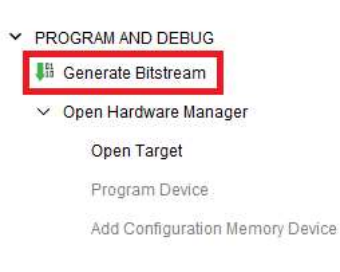 PROGRAM AND DEBUG
Generate Bitstream
Open Hardware Manager
Open Target
Program Device
Add Configuration Memory Device